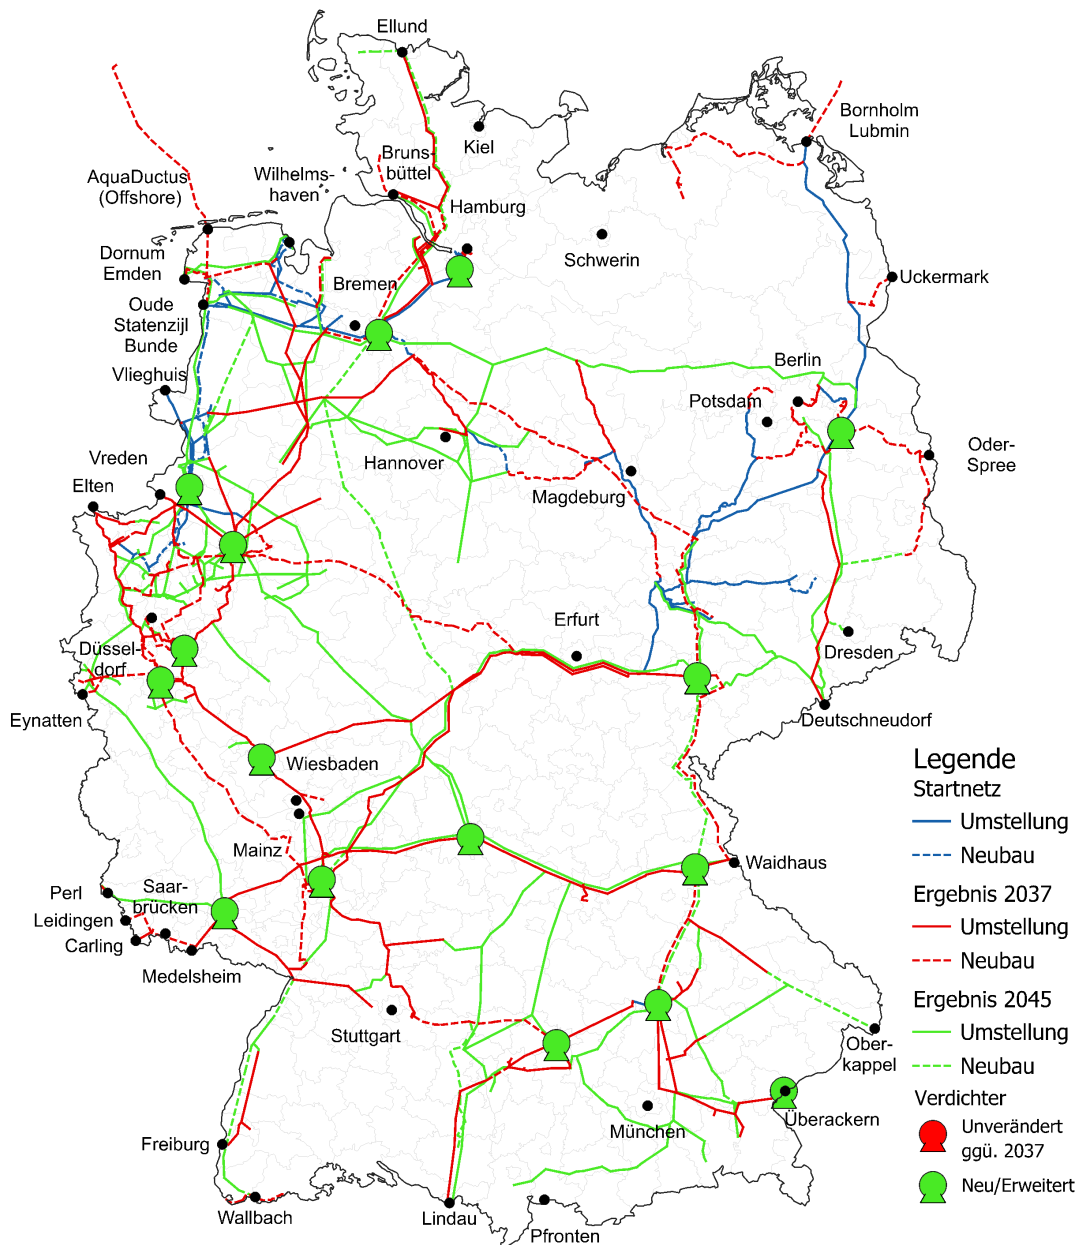 Ellund
Kiel
Bornholm
Lubmin
Bruns-
büttel
Wilhelms-
haven
AquaDuctus
(Offshore)
Hamburg
Schwerin
Dornum
Emden
Bremen
Uckermark
Oude
Statenzijl
Bunde
Vlieghuis
Berlin
Potsdam
Hannover
Oder-
Spree
Vreden
Elten
Magdeburg
Erfurt
Düssel-
dorf
Dresden
Eynatten
Deutschneudorf
Wiesbaden
Mainz
Waidhaus
Perl
Saar-
brücken
Leidingen
Carling
Medelsheim
Stuttgart
Ober-
kappel
Überackern
München
Freiburg
Wallbach
Lindau
Pfronten
Legende
Startnetz
Umstellung
Neubau
Ergebnis 2037
Umstellung
Neubau
Ergebnis 2045
Umstellung
Neubau
Verdichter
Unverändert
ggü. 2037
Neu/Erweitert